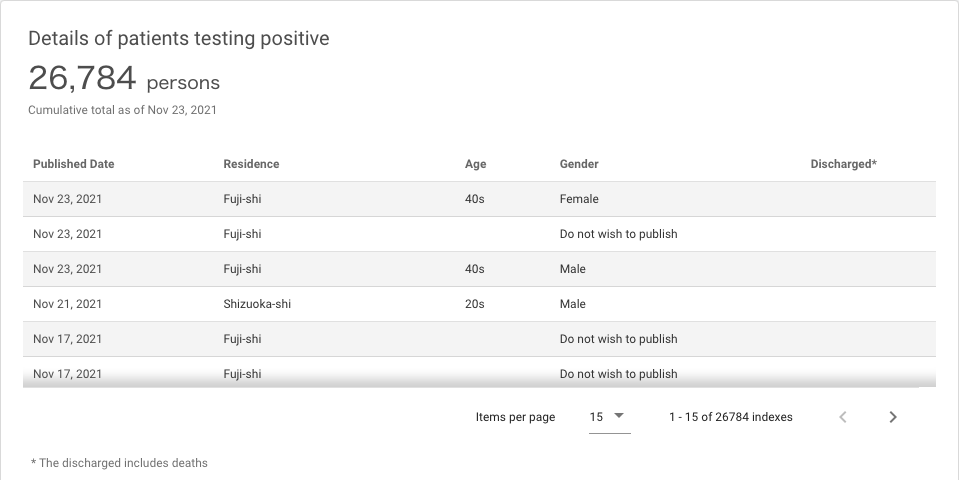 Details of patients testing positive
26,784 persons
Cumulative total as of Nov 23, 2021
Published Date Residence Age Gender Discharged*
Nov 23, 2021 Fuji-shi 40s Female
Nov 23, 2021 Fuji-shi Do not wish to publish
Nov 23, 2021 Fuji-shi 40s Male
Nov 21, 2021 Shizuoka-shi 20s Male
Nov 17, 2021 Fuji-shi Do not wish to publish
Nov 17, 2021 Fuji-shi Do not wish to publish
Items per page 15 1 - 15 of 26784 indexes
* The discharged includes deaths